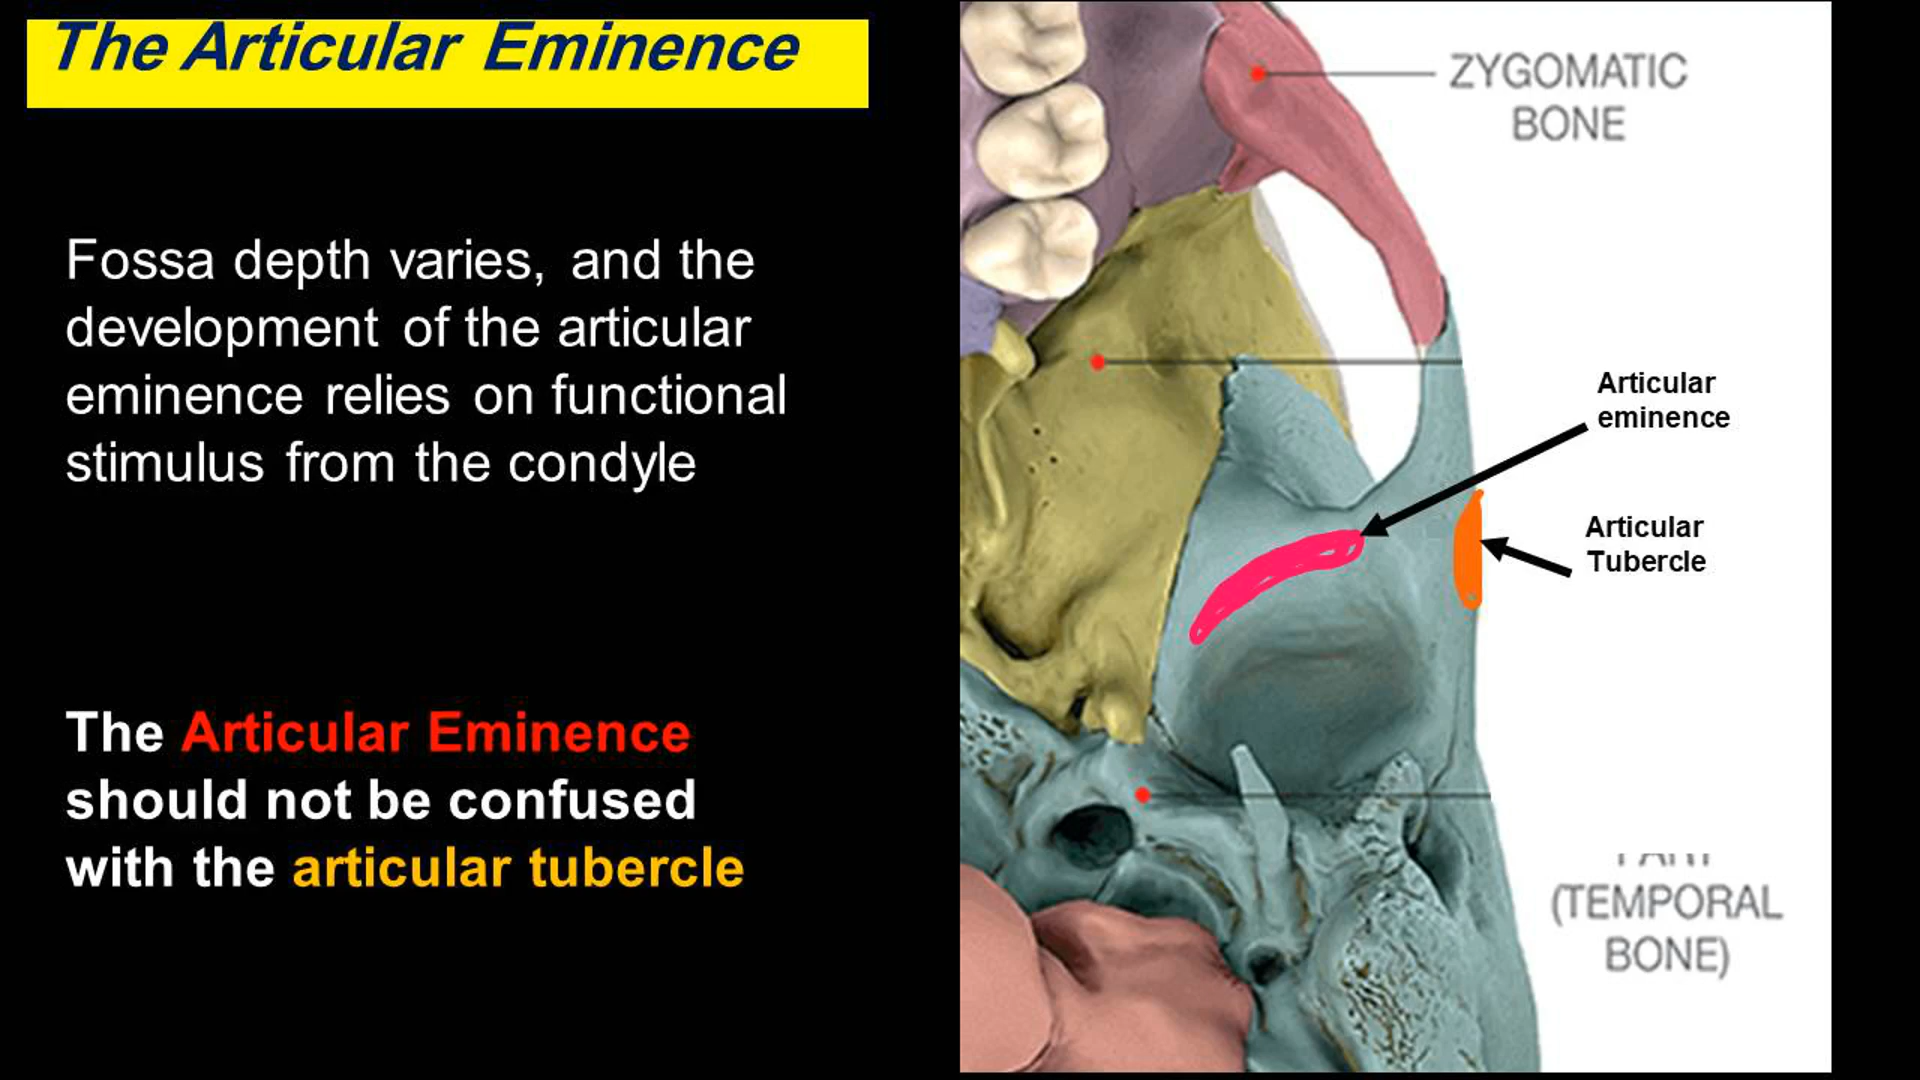 The Articular Eminence
Fossa depth varies, and the
development of the articular
eminence relies on functional
stimulus from the condyle
The Articular Eminence
should not be confused
with the articular tubercle
ZYGOMATIC
BONE
Articular
eminence
Articular
Tubercle
(TEMPORAL
BONE)